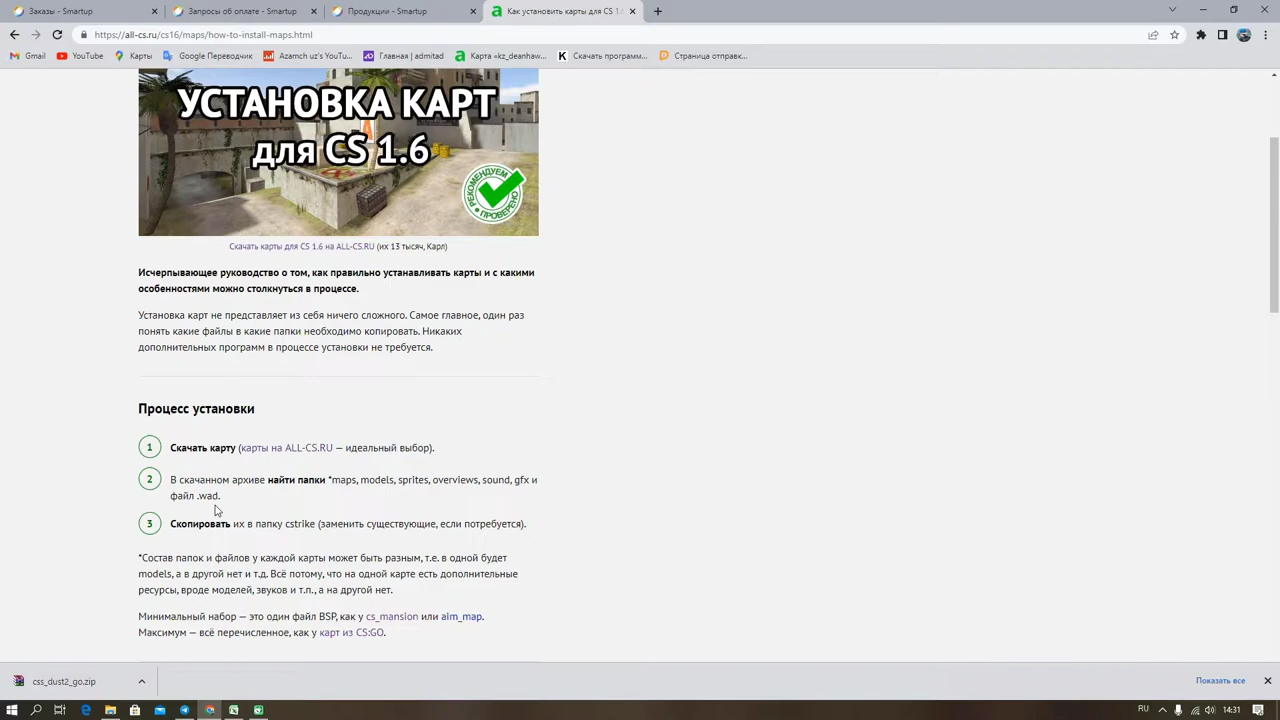 Заказы - Smartup
Запросы об оплате - Smartup
Продукции - Smartup
Как установить карты для CS 1.6
https://all-cs.ru/cs16/maps/how-to-install-maps.html
Gmail
YouTube
Карты
Google Переводчик
Azamch uz's YouTu...
Главная | admitad
Карта «kz_deanhaw...
Скачать программ...
Страница отправк...
УСТАНОВКА КАРТ
для CS 1.6
РЕКОМЕНДУЕМ
ПРОВЕРЕНО
Скачать карты для CS 1.6 на ALL-CS.RU (их 13 тысяч, Карл)
Исчерпывающее руководство о том, как правильно устанавливать карты и с какими
особенностями можно столкнуться в процессе.
Установка карт не представляет из себя ничего сложного. Самое главное, один раз
понять какие файлы в какие папки необходимо копировать. Никаких
дополнительных программ в процессе установки не требуется.
Процесс установки
1 Скачать карту (карты на ALL-CS.RU — идеальный выбор).
2 В скачанном архиве найти папки *maps, models, sprites, overviews, sound, gfx и
файл .wad.
3 Скопировать их в папку cstrike (заменить существующие, если потребуется).
*Состав папок и файлов у каждой карты может быть разным, т.е. в одной будет
models, а в другой нет и т.д. Всё потому, что на одной карте есть дополнительные
ресурсы, вроде моделей, звуков и т.п., а на другой нет.
Минимальный набор — это один файл BSP, как у cs_mansion или aim_map.
Максимум — всё перечисленное, как у карт из CS:GO.
css_dust2_go.zip
Показать все
RU
14:31